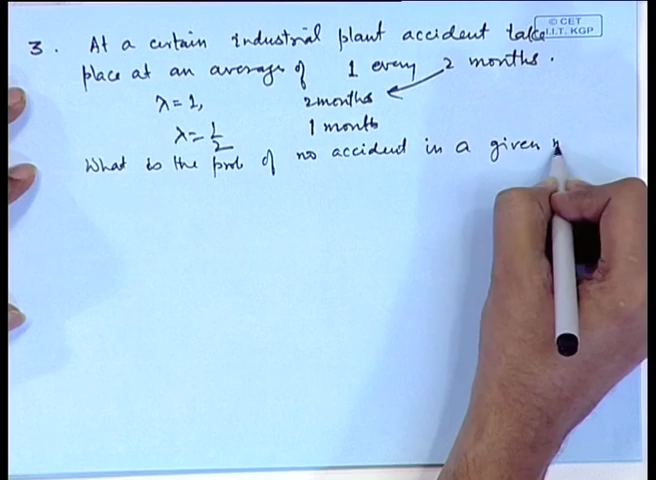 3. At a certain industrial plant accident take
© CET
I.I.T. KGP
place at an average of 1 every 2 months.
λ = 1, 2 months
λ = 1/2 1 month
What is the prob of no accident in a given